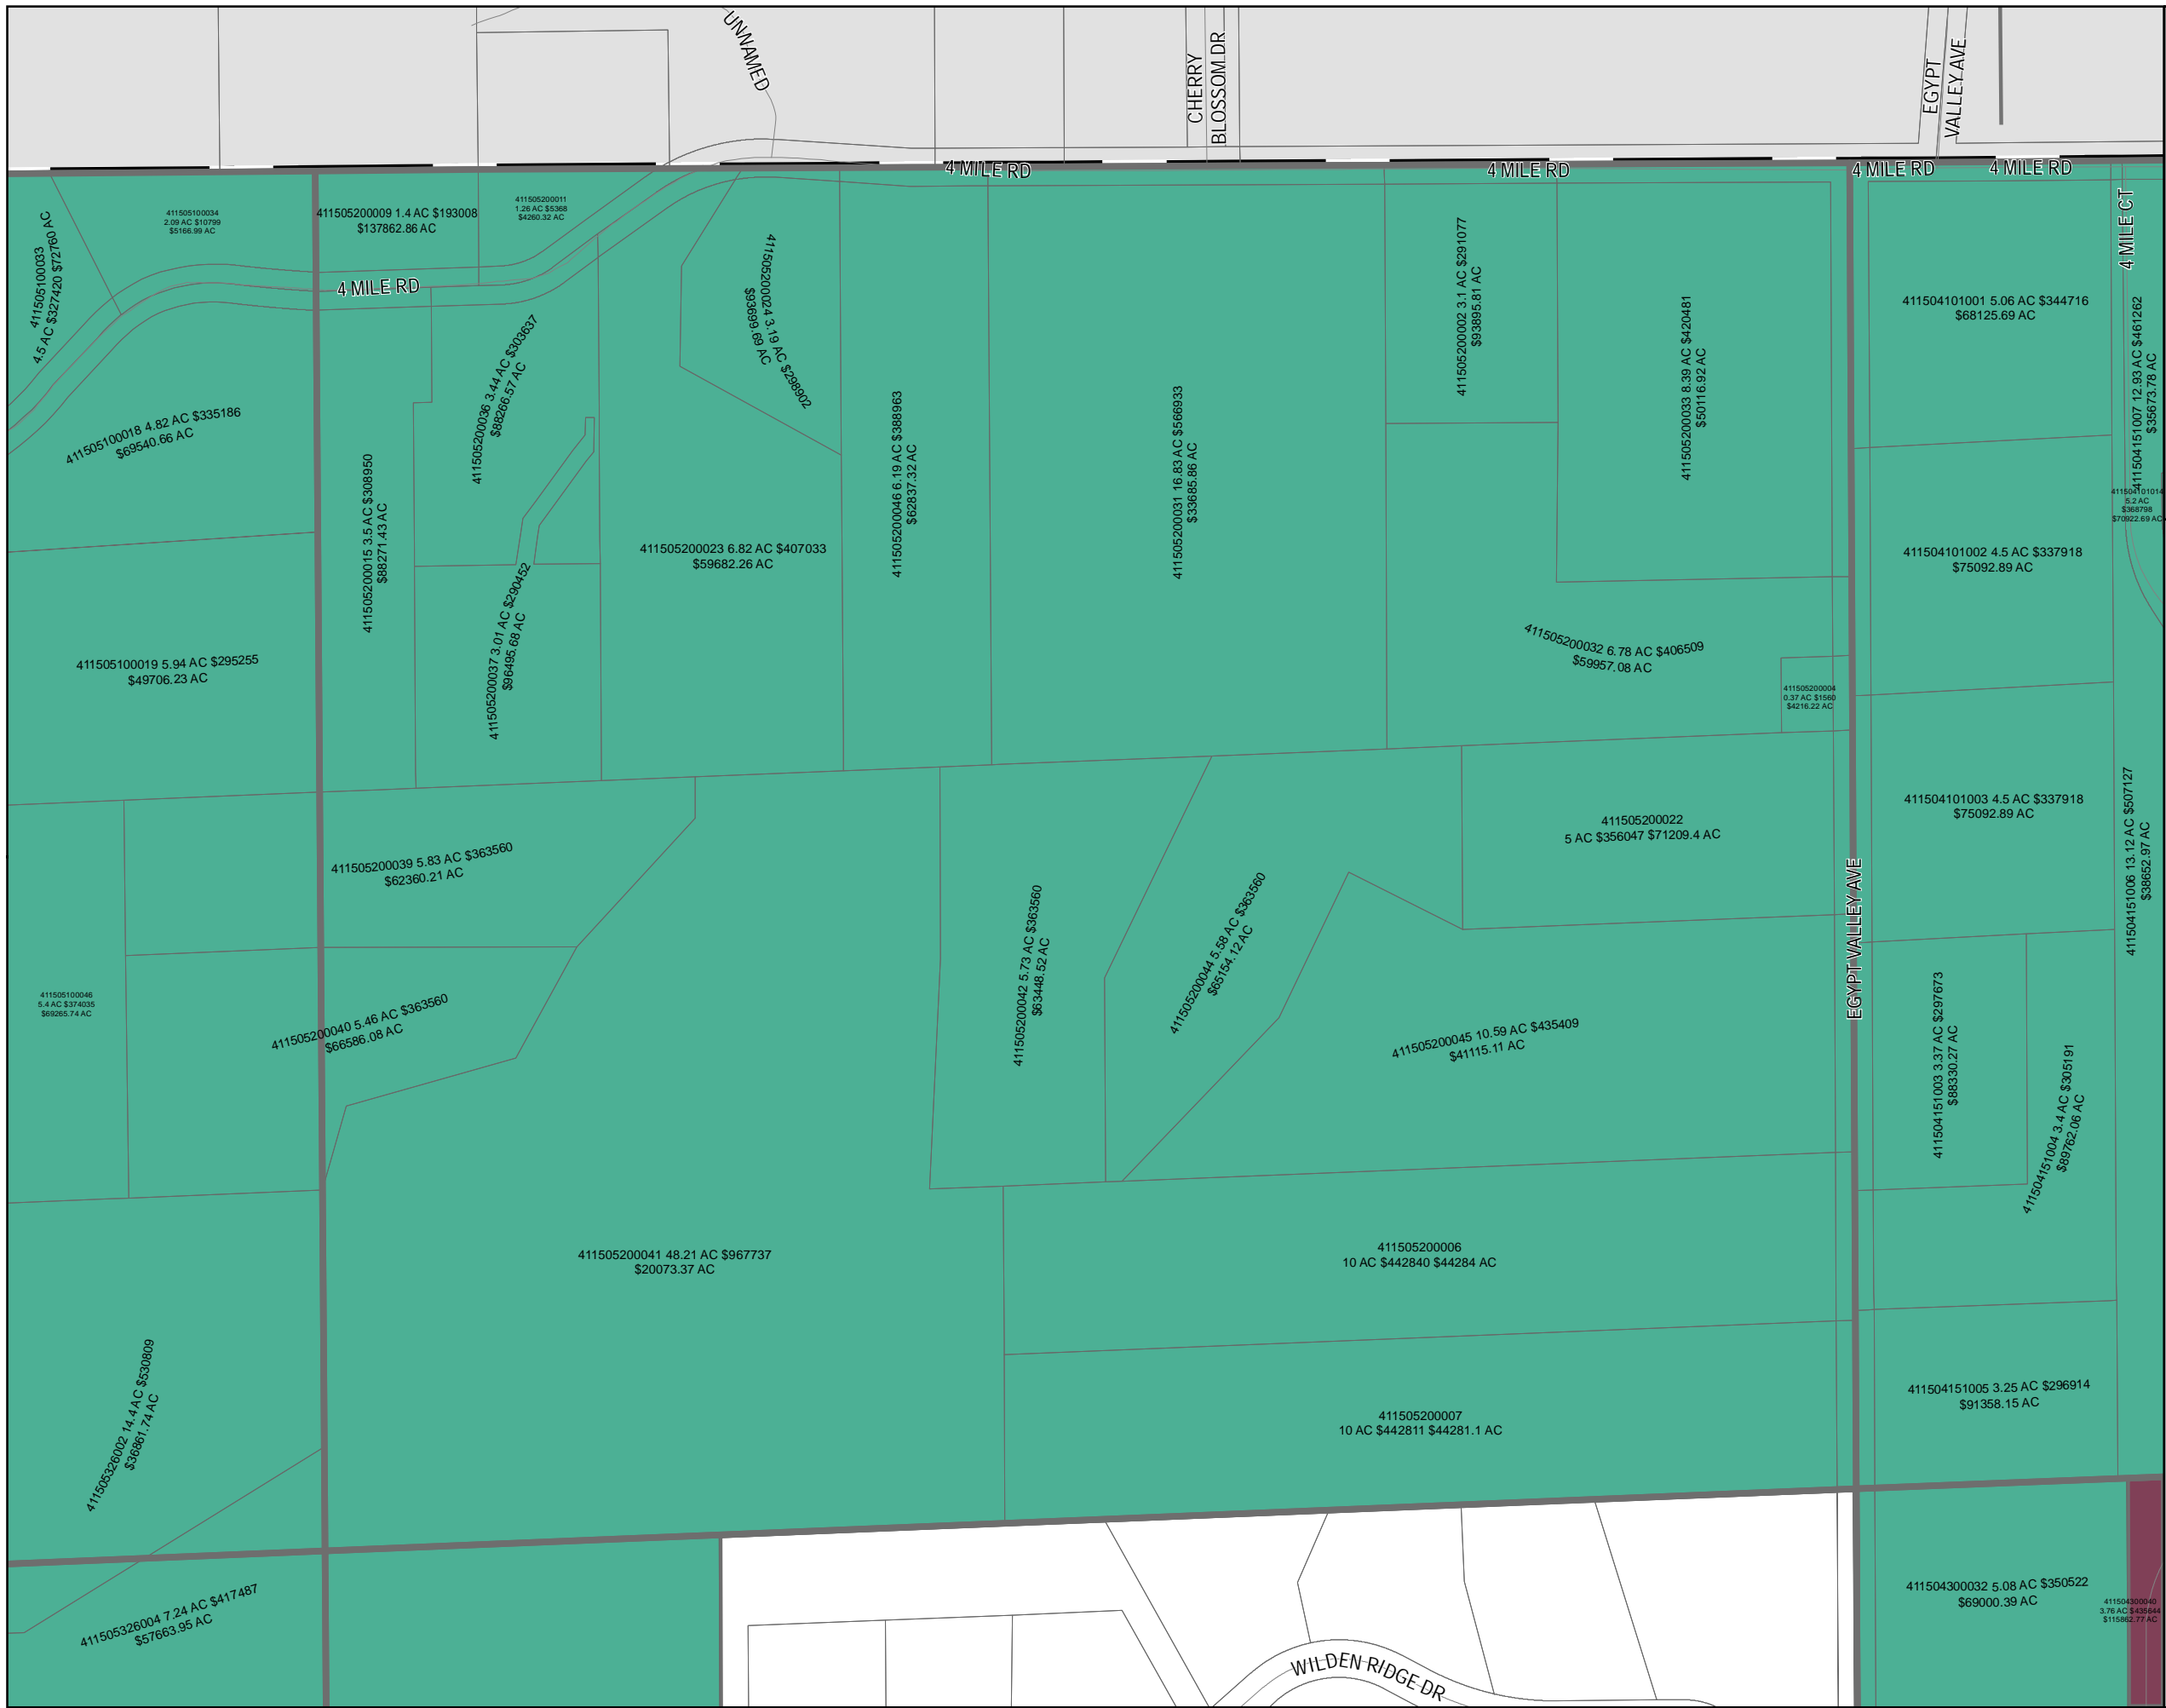 UNNAMED
CHERRY
BLOSSOM DR
EGYPT
VALLEY AVE
4 MILE RD
4 MILE RD
4 MILE RD
4 MILE RD
4 MILE CT
411505100033
4.5 AC $327420 $72760 AC
411505100034
2.09 AC $10799
$5166.99 AC
411505200009 1.4 AC $193008
$137862.86 AC
411505200011
1.26 AC $5368
$4260.32 AC
4 MILE RD
411505200036 3.44 AC $303637
$88266.57 AC
411505200024 3.19 AC $298902
$93699.69 AC
411505200002 3.1 AC $291077
$93895.81 AC
411505200033 8.39 AC $420481
$50116.92 AC
411504101001 5.06 AC $344716
$68125.69 AC
411504151007 12.93 AC $461262
$35673.78 AC
411505100018 4.82 AC $335186
$69540.66 AC
411505200015 3.5 AC $308950
$88271.43 AC
411505200046 6.19 AC $388963
$62837.32 AC
411505200031 16.83 AC $566933
$33685.86 AC
411504101014
5.2 AC
$368798
$70922.69 AC
411505200023 6.82 AC $407033
$59682.26 AC
411504101002 4.5 AC $337918
$75092.89 AC
411505100019 5.94 AC $295255
$49706.23 AC
411505200037 3.01 AC $290452
$96495.68 AC
411505200032 6.78 AC $406509
$59957.08 AC
411505200004
0.37 AC $1560
$4216.22 AC
411504101003 4.5 AC $337918
$75092.89 AC
411504151006 13.12 AC $507127
$38652.97 AC
411505200039 5.83 AC $363560
$62360.21 AC
411505200022
5 AC $356047 $71209.4 AC
EGYPT VALLEY AVE
411505200042 5.73 AC $363560
$63448.52 AC
411505200044 5.58 AC $363560
$65154.12 AC
411505100046
5.4 AC $374035
$69265.74 AC
411505200040 5.46 AC $363560
$66586.08 AC
411505200045 10.59 AC $435409
$41115.11 AC
411504151003 3.37 AC $297673
$88330.27 AC
411504151004 3.4 AC $305191
$89762.06 AC
411505200041 48.21 AC $967737
$20073.37 AC
411505200006
10 AC $442840 $44284 AC
411505326002 14.4 AC $530809
$36861.74 AC
411505200007
10 AC $442811 $44281.1 AC
411504151005 3.25 AC $296914
$91358.15 AC
411505326004 7.24 AC $417487
$57663.95 AC
411504300032 5.08 AC $350522
$69000.39 AC
411504300040
3.76 AC $435644
$115862.77 AC
WILDEN RIDGE DR